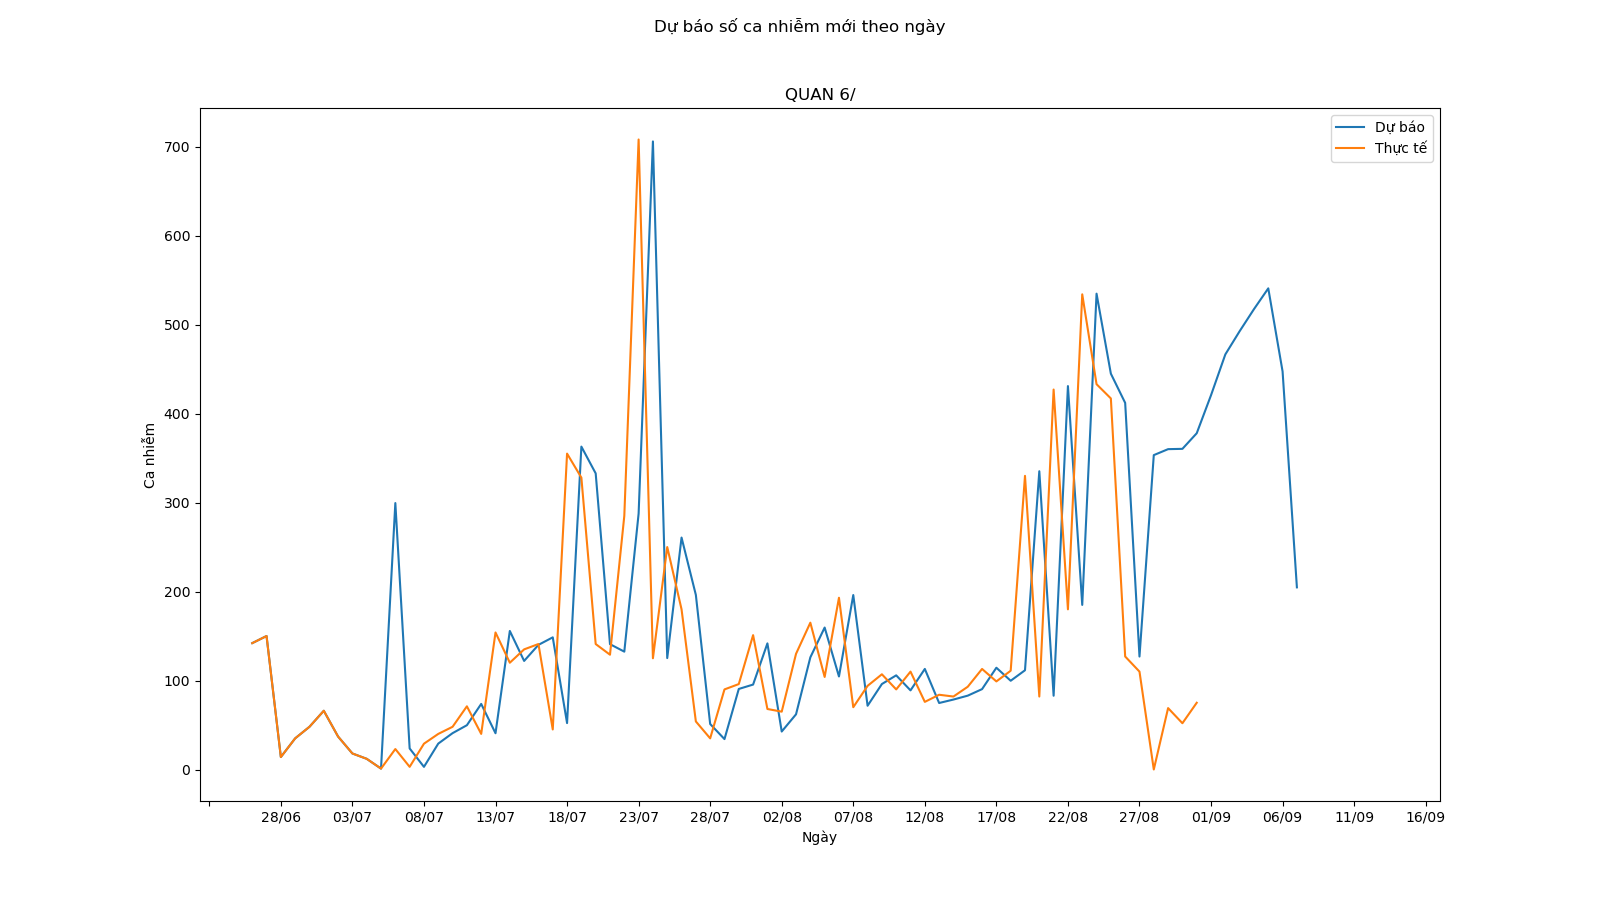 Dự báo số ca nhiễm mới theo ngày
QUAN 6/
Dự báo
Thực tế
700
600
500
400
300
200
100
0
Ca nhiễm
28/06 03/07 08/07 13/07 18/07 23/07 28/07 02/08 07/08 12/08 17/08 22/08 27/08 01/09 06/09 11/09 16/09
Ngày